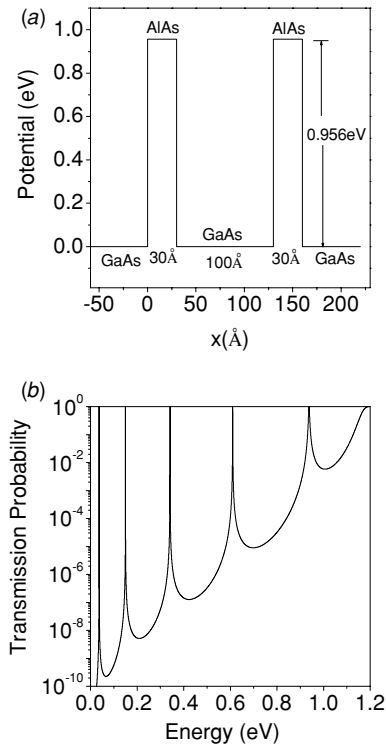 (a)
AlAs
AlAs
1.0
0.8
0.6
0.4
0.2
0.0
Potential (eV)
0.956eV
GaAs
GaAs
30Å
100Å
30Å
GaAs
-50
0
50
100
150
200
x(Å)
(b)
10^0
10^-2
10^-4
10^-6
10^-8
10^-10
Transmission Probability
0.0
0.2
0.4
0.6
0.8
1.0
1.2
Energy (eV)